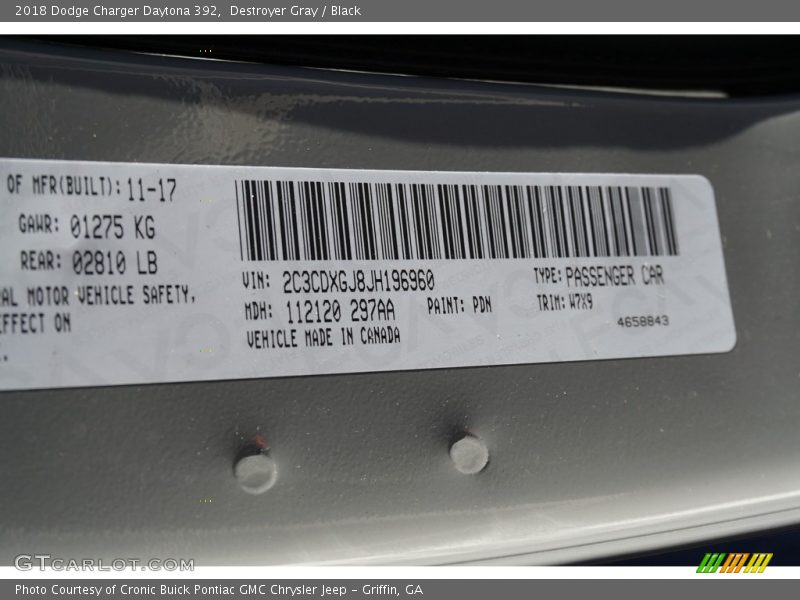 2018 Dodge Charger Daytona 392, Destroyer Gray / Black
OF MFR(BUILT): 11-17
GAWR: 01275 KG
REAR: 02810 LB
AL MOTOR VEHICLE SAFETY,
EFFECT ON
VIN: 2C3CDXGJ8JH196960
TYPE: PASSENGER CAR
MDH: 112120 297AA
PAINT: PDN
TRIM: W7X9
VEHICLE MADE IN CANADA
4658843
GTCARLOT.COM
Photo Courtesy of Cronic Buick Pontiac GMC Chrysler Jeep - Griffin, GA